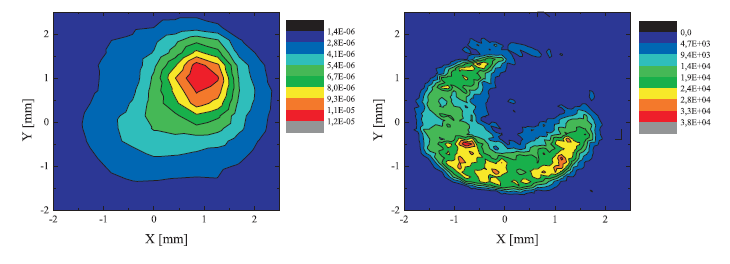 2
1
0
-1
-2
-2 -1 0 1 2
X [mm]
Y [mm]
1,4E-06
2,8E-06
4,1E-06
5,4E-06
6,7E-06
8,0E-06
9,3E-06
1,1E-05
1,2E-05
2
1
0
-1
-2
-2 -1 0 1 2
X [mm]
Y [mm]
0,0
4,7E+03
9,4E+03
1,4E+04
1,9E+04
2,4E+04
2,8E+04
3,3E+04
3,8E+04